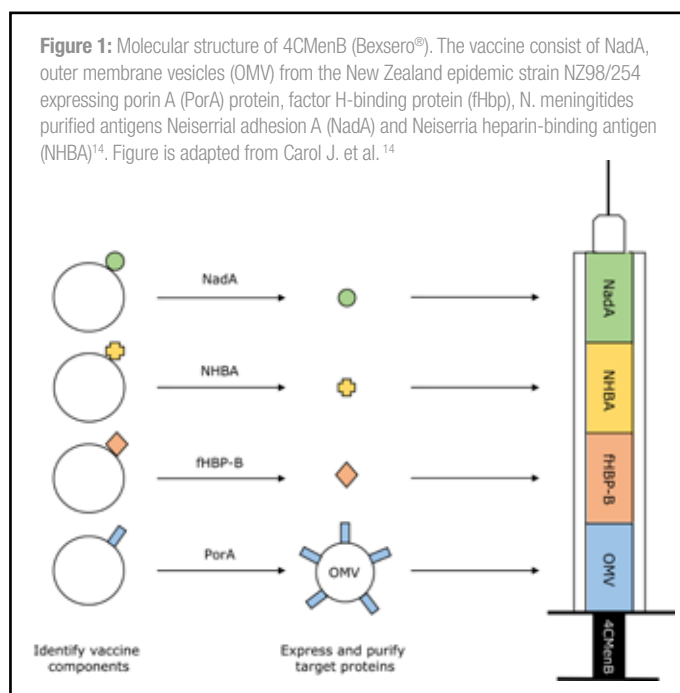 Figure 1: Molecular structure of 4CMenB (Bexsero®). The vaccine consist of NadA,
outer membrane vesicles (OMV) from the New Zealand epidemic strain NZ98/254
expressing porin A (PorA) protein, factor H-binding protein (fHbp), N. meningitides
purified antigens Neiserrial adhesion A (NadA) and Neiserria heparin-binding antigen
(NHBA)¹⁴. Figure is adapted from Carol J. et al. ¹⁴
NadA
NHBA
fHBP-B
PorA
OMV
NadA
NHBA
fHBP-B
OMV
4CMenB
Identify vaccine
components
Express and purify
target proteins